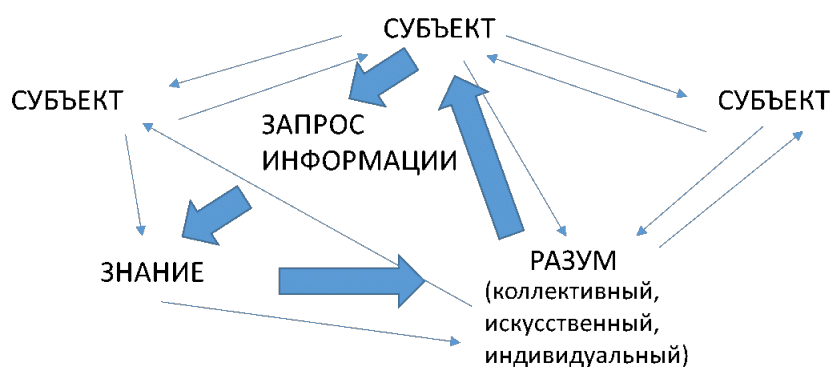 СУБЪЕКТ
СУБЪЕКТ
СУБЪЕКТ
ЗАПРОС
ИНФОРМАЦИИ
ЗНАНИЕ
РАЗУМ
(коллективный,
искусственный,
индивидуальный)